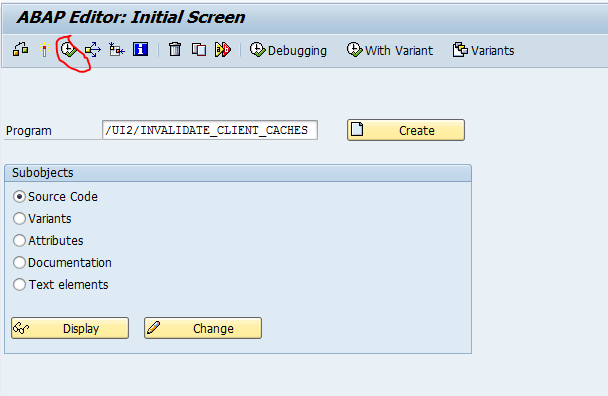 ABAP Editor: Initial Screen
Debugging With Variant Variants
Program /UI2/INVALIDATE_CLIENT_CACHES Create
Subobjects
Source Code
Variants
Attributes
Documentation
Text elements
Display Change